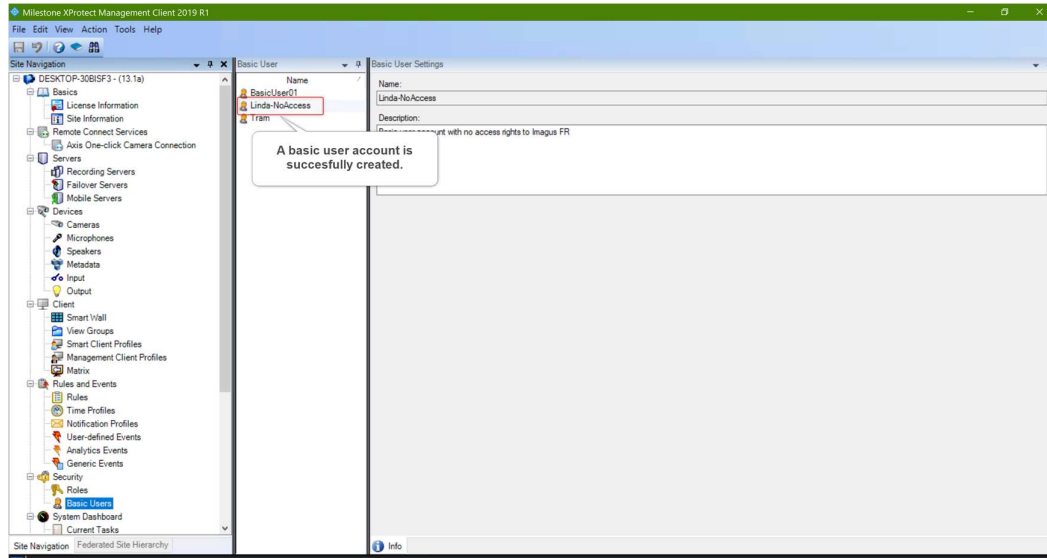 Milestone XProtect Management Client 2019 R1
File Edit View Action Tools Help
Site Navigation
DESKTOP-30BISF3 - (13.1a)
Basics
License Information
Site Information
Remote Connect Services
Axis One-click Camera Connection
Servers
Recording Servers
Failover Servers
Mobile Servers
Devices
Cameras
Microphones
Speakers
Metadata
Input
Output
Client
Smart Wall
View Groups
Smart Client Profiles
Management Client Profiles
Matrix
Rules and Events
Rules
Time Profiles
Notification Profiles
User-defined Events
Analytics Events
Generic Events
Security
Roles
Basic Users
System Dashboard
Current Tasks
Site Navigation Federated Site Hierarchy
Basic User
Name
BasicUser01
Linda-NoAccess
Tram
A basic user account is
succesfully created.
Basic User Settings
Name:
Linda-NoAccess
Description:
Basic user account with no access rights to Imagus FR
Info